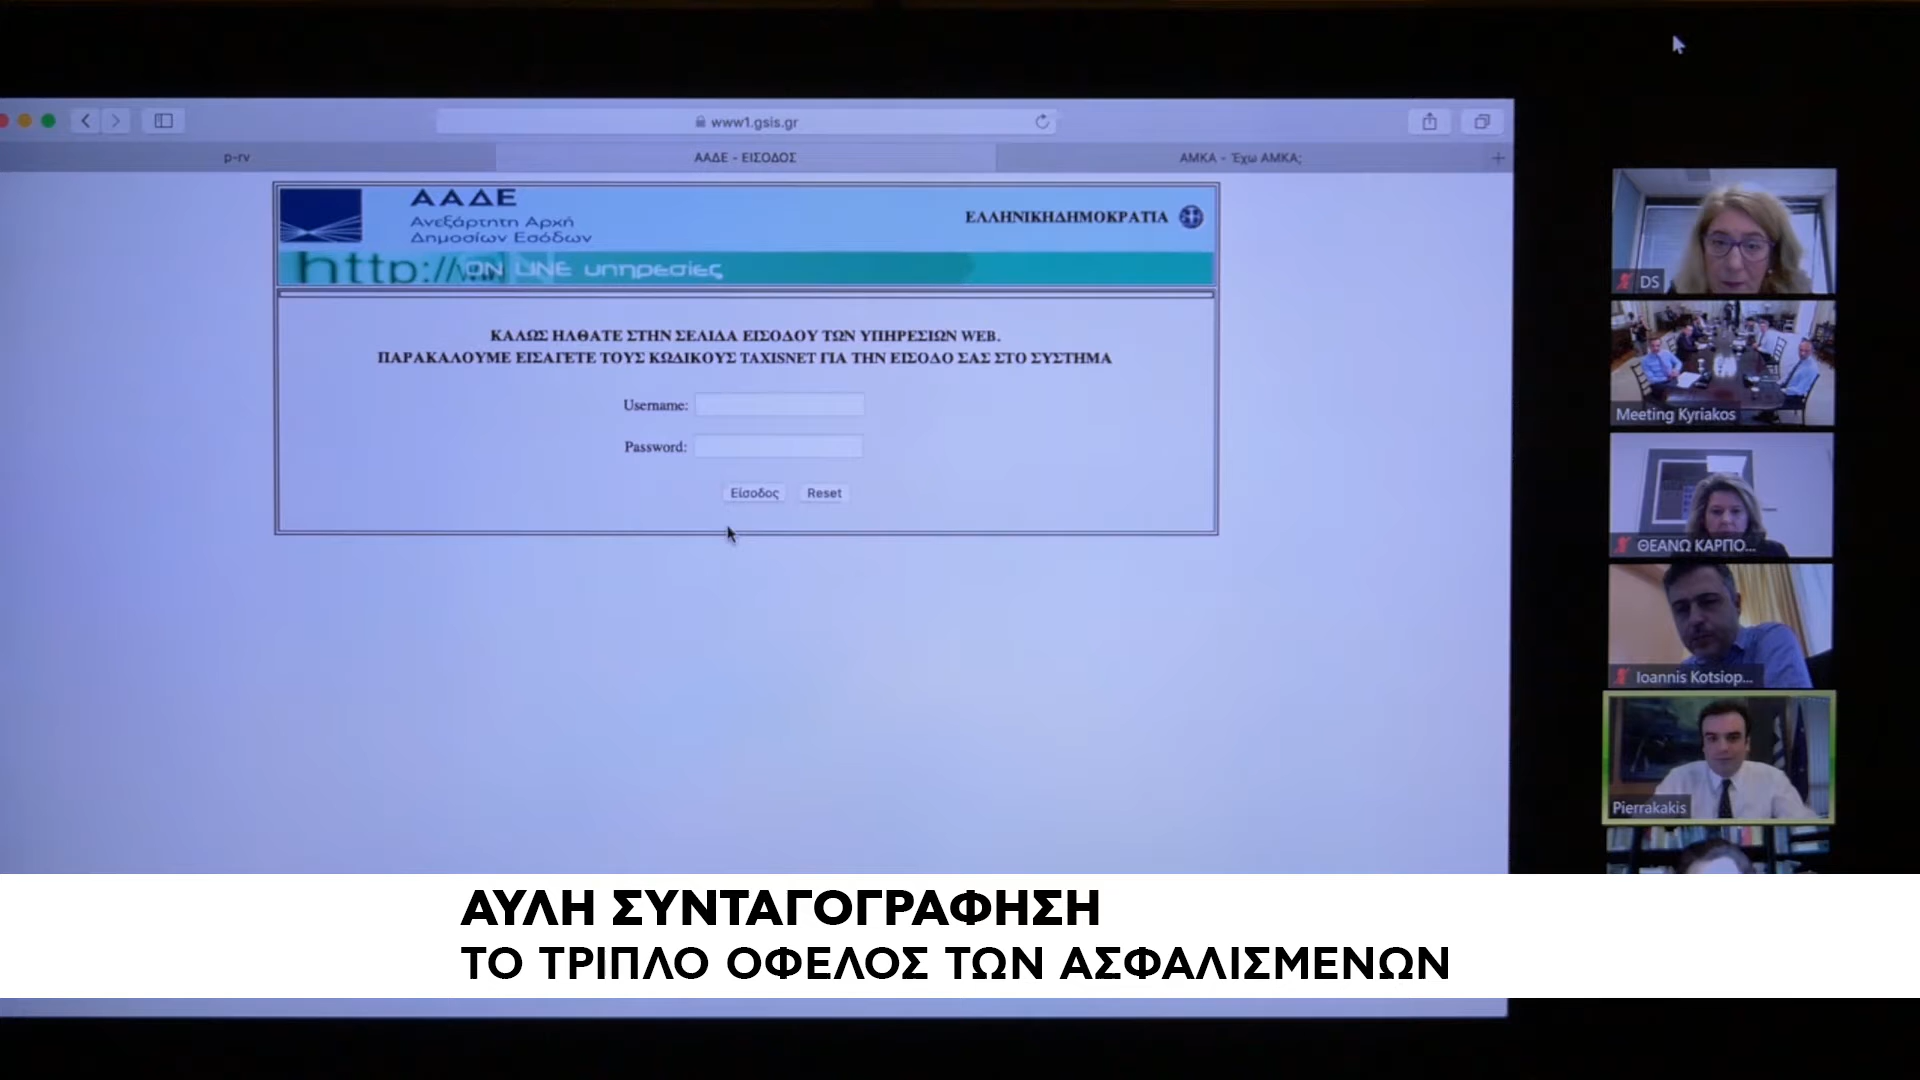 www1.gsis.gr
p-rv
ΑΑΔΕ - ΕΙΣΟΔΟΣ
ΑΜΚΑ - Έχω ΑΜΚΑ;
ΑΑΔΕ
Ανεξάρτητη Αρχή
Δημοσίων Εσόδων
ΕΛΛΗΝΙΚΗΔΗΜΟΚΡΑΤΙΑ
http://
ON LINE υπηρεσίες
ΚΑΛΩΣ ΗΛΘΑΤΕ ΣΤΗΝ ΣΕΛΙΔΑ ΕΙΣΟΔΟΥ ΤΩΝ ΥΠΗΡΕΣΙΩΝ WEB.
ΠΑΡΑΚΑΛΟΥΜΕ ΕΙΣΑΓΕΤΕ ΤΟΥΣ ΚΩΔΙΚΟΥΣ TAXISNET ΓΙΑ ΤΗΝ ΕΙΣΟΔΟ ΣΑΣ ΣΤΟ ΣΥΣΤΗΜΑ
Username:
Password:
Είσοδος Reset
DS
Meeting Kyriakos
ΘΕΑΝΩ ΚΑΡΠΟ...
Ioannis Kotsiop...
Pierrakakis
ΑΥΛΗ ΣΥΝΤΑΓΟΓΡΑΦΗΣΗ
ΤΟ ΤΡΙΠΛΟ ΟΦΕΛΟΣ ΤΩΝ ΑΣΦΑΛΙΣΜΕΝΩΝ